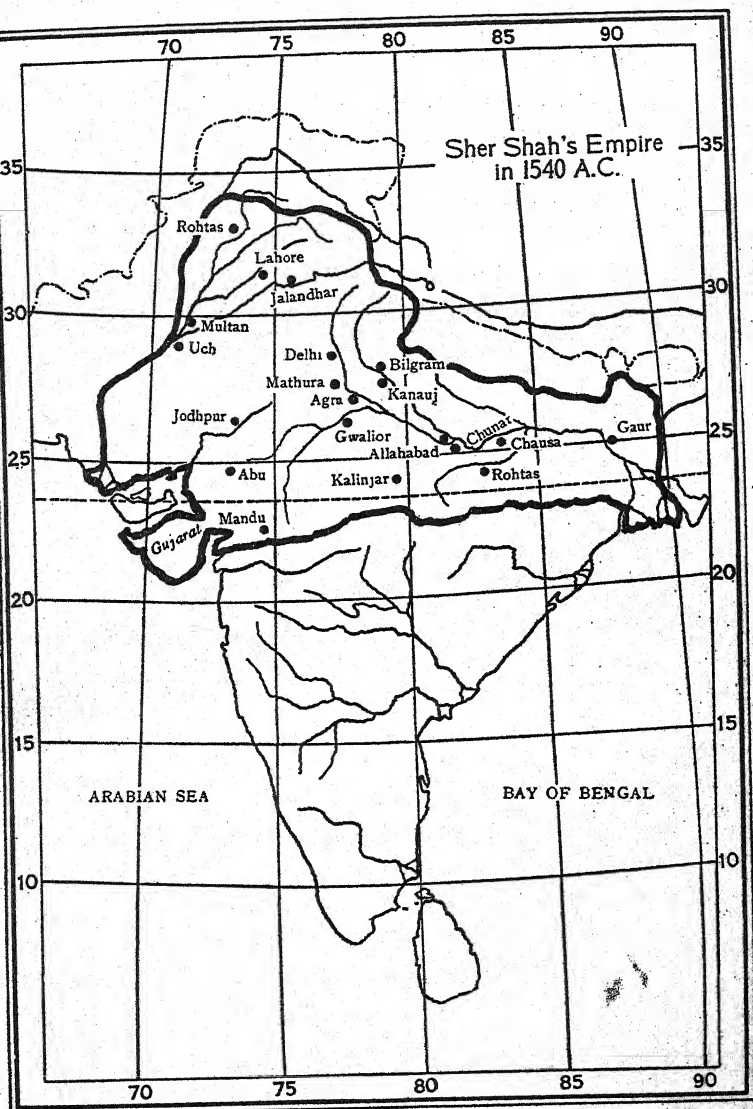 70 75 80 85 90
Sher Shah's Empire
in 1540 A.C.
35 35
Rohtas
Lahore
Jalandhar
30 30
Multan
Uch
Delhi
Bilgram
Mathura
Kanauj
Agra
Jodhpur
Gwalior
Chunar
Allahabad
Chausa
Gaur
25 25
Abu
Kalinjar
Rohtas
Mandu
Gujarat
20 20
15 15
ARABIAN SEA
BAY OF BENGAL
10 10
70 75 80 85 90